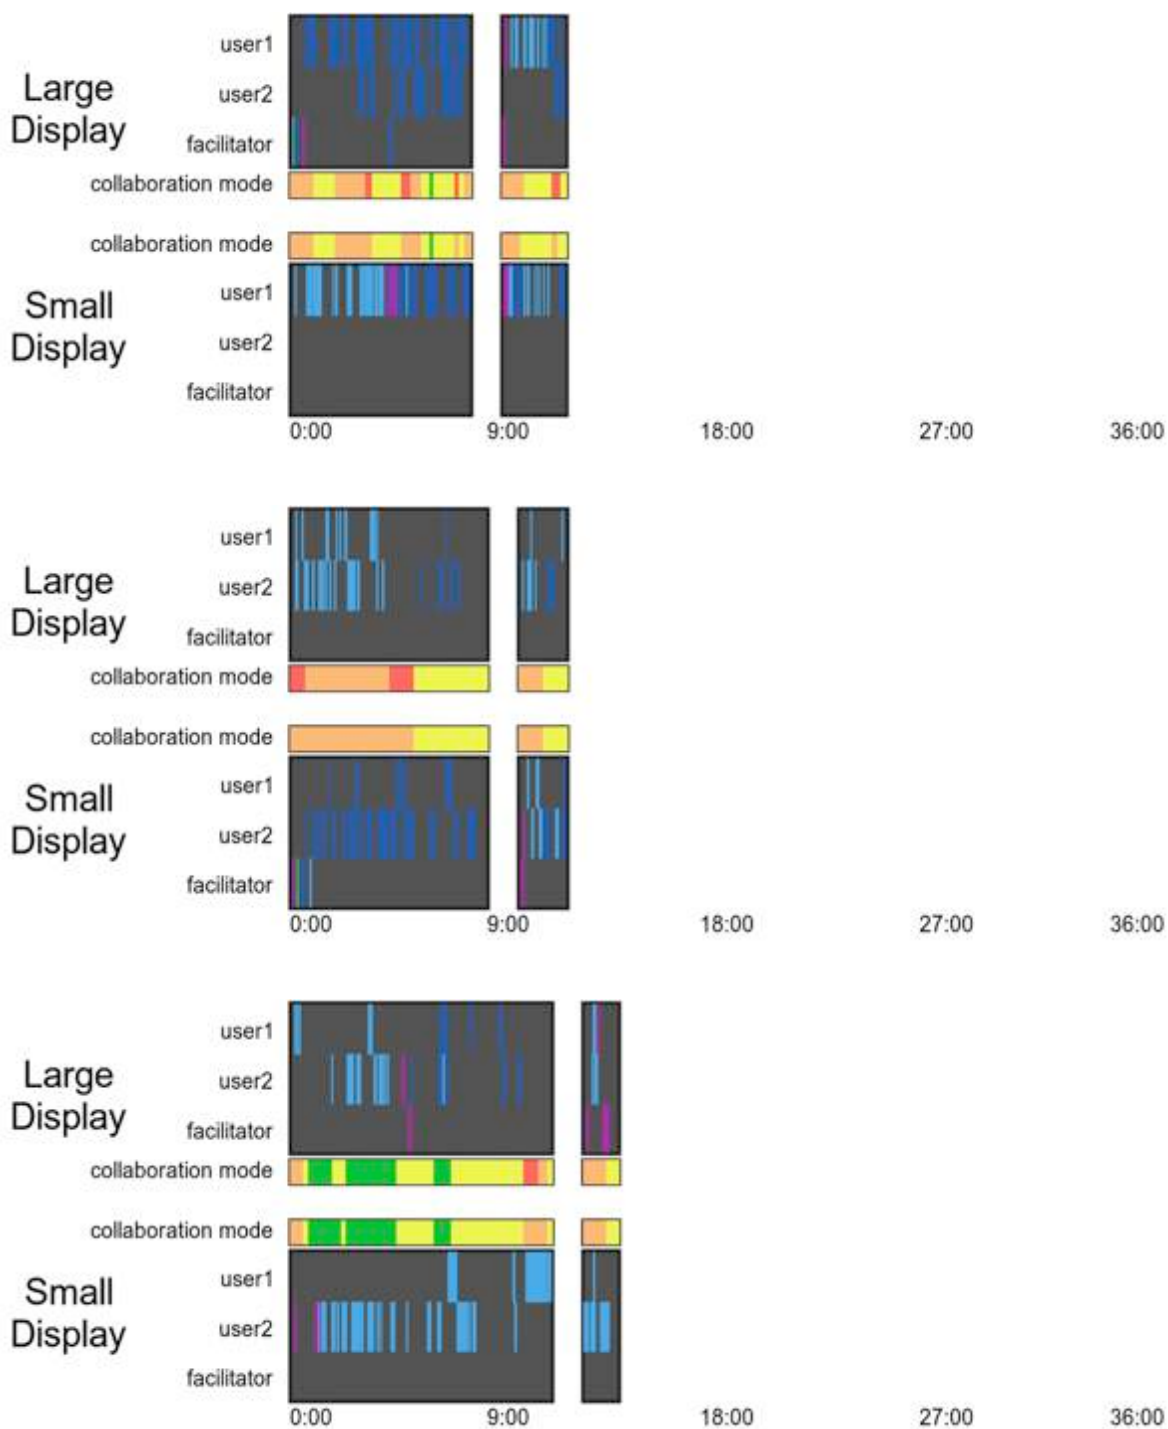 user1
Large
user2
Display
facilitator
collaboration mode
collaboration mode
user1
Small
Display
user2
facilitator
0:00 9:00 18:00 27:00 36:00
user1
Large
user2
Display
facilitator
collaboration mode
collaboration mode
user1
Small
user2
Display
facilitator
0:00 9:00 18:00 27:00 36:00
user1
Large
user2
Display
facilitator
collaboration mode
collaboration mode
user1
Small
user2
Display
facilitator
0:00 9:00 18:00 27:00 36:00